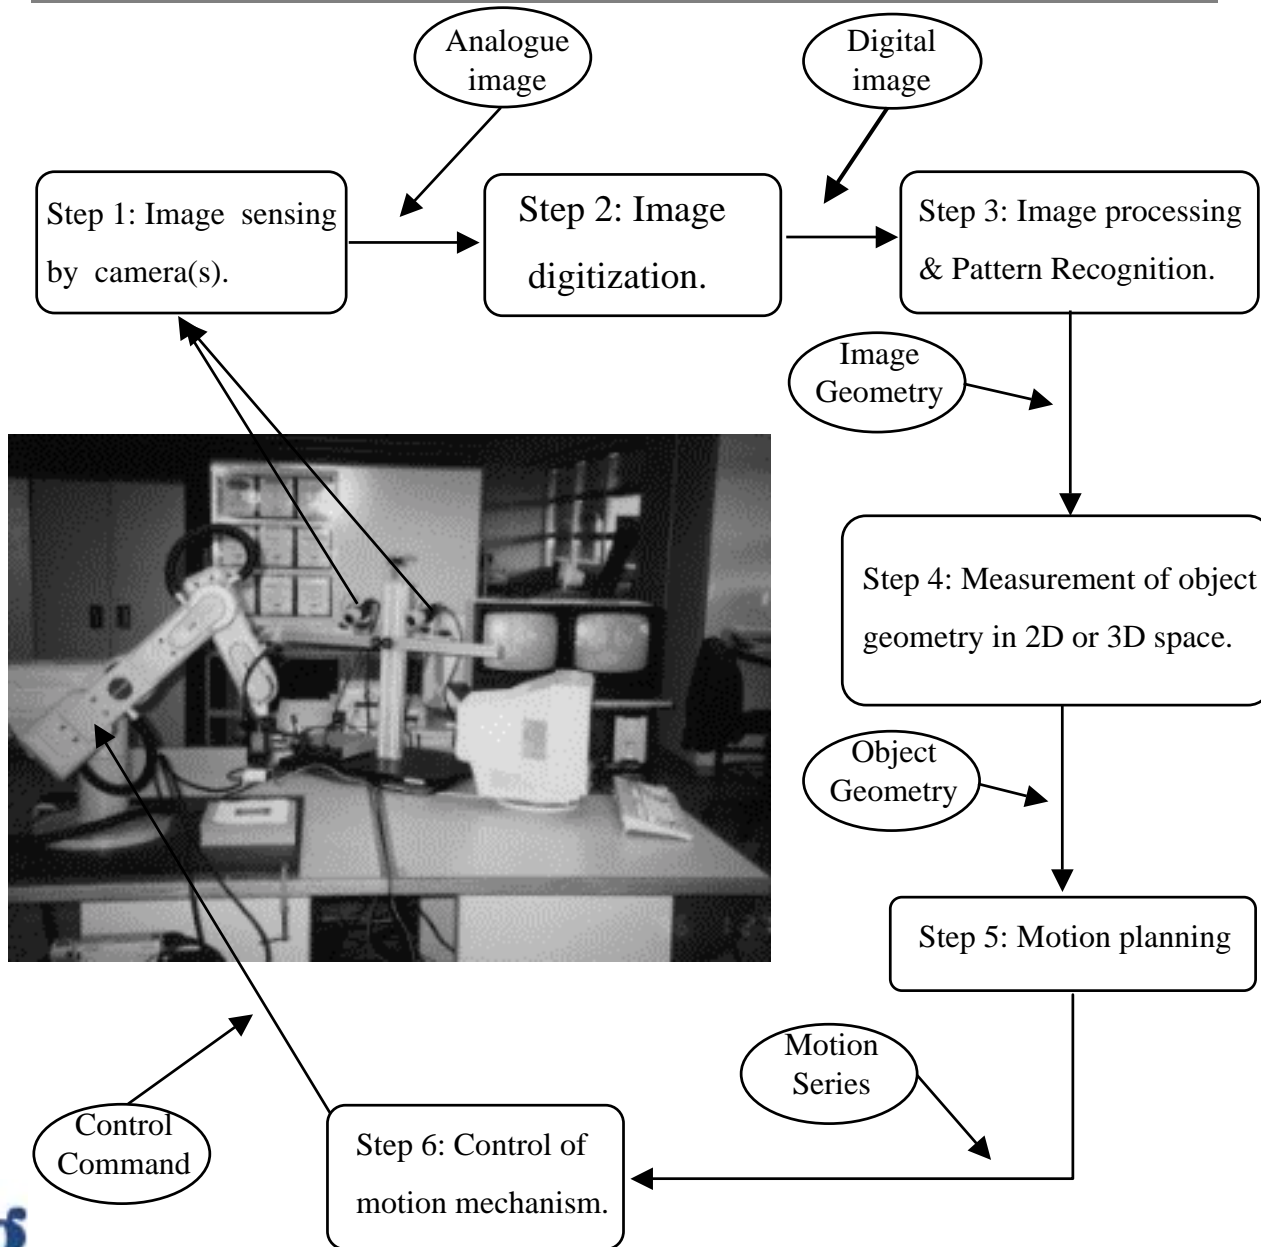 Analogue
image
Digital
image
Step 1: Image sensing
by camera(s).
Step 2: Image
digitization.
Step 3: Image processing
& Pattern Recognition.
Image
Geometry
Step 4: Measurement of object
geometry in 2D or 3D space.
Object
Geometry
Step 5: Motion planning
Motion
Series
Step 6: Control of
motion mechanism.
Control
Command